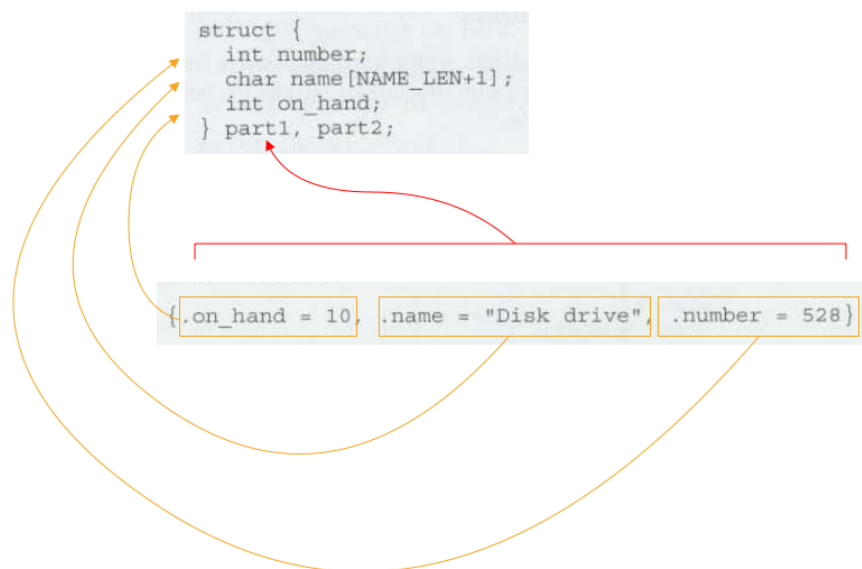 struct {
int number;
char name[NAME_LEN+1];
int on_hand;
} part1, part2;
{.on_hand = 10, .name = "Disk drive", .number = 528}